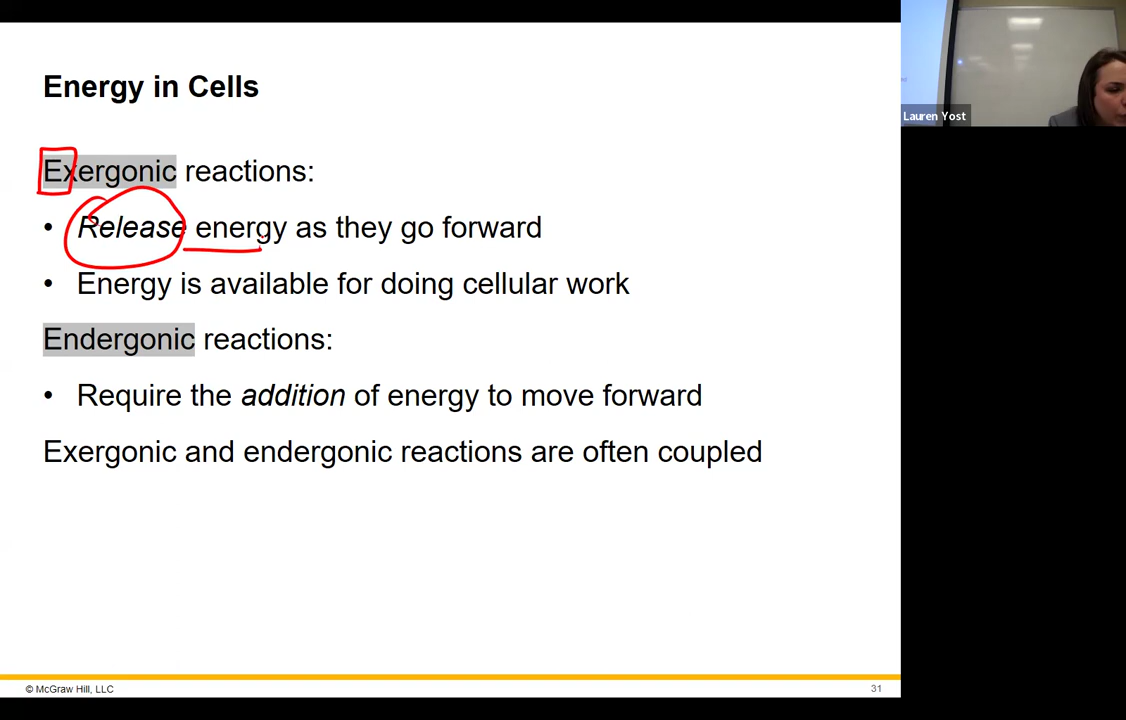 Energy in Cells
Exergonic reactions:
• Release energy as they go forward
• Energy is available for doing cellular work
Endergonic reactions:
• Require the addition of energy to move forward
Exergonic and endergonic reactions are often coupled
© McGraw Hill, LLC
31
Lauren Yost